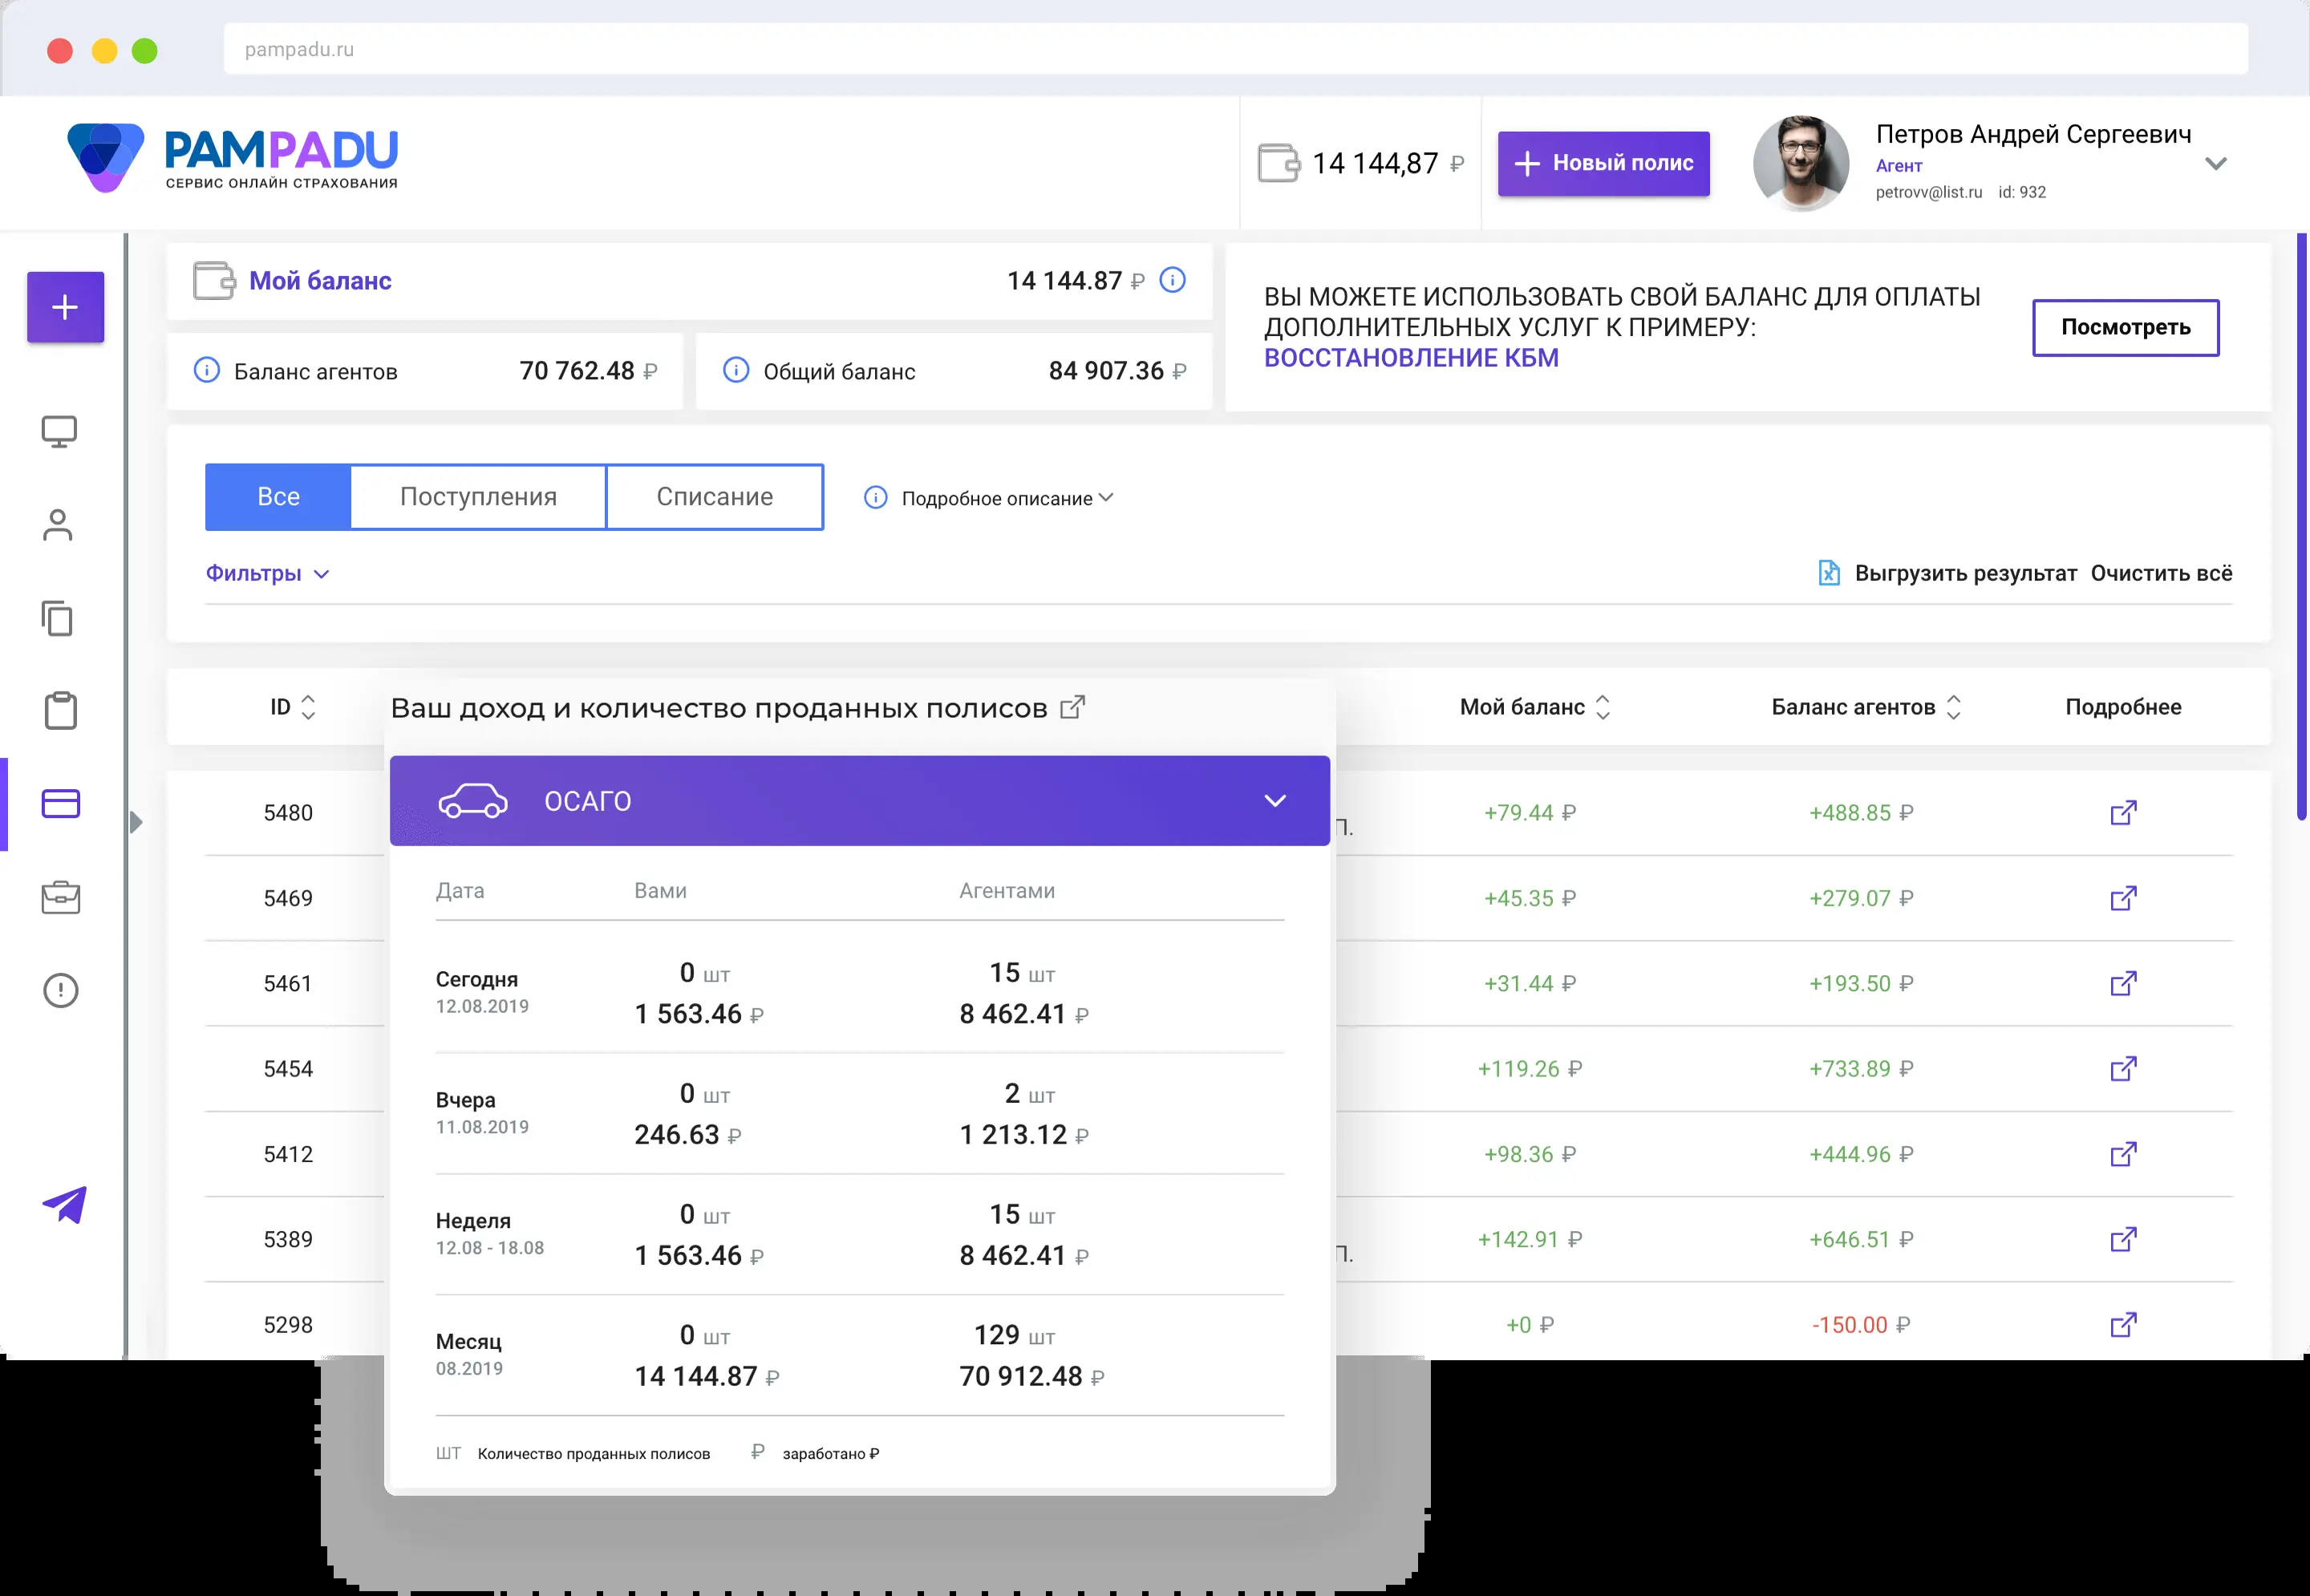 pampadu.ru
PAMPADU
СЕРВИС ОНЛАЙН СТРАХОВАНИЯ
14 144,87 ₽
Новый полис
Петров Андрей Сергеевич
Агент
petrovv@list.ru id: 932
Мой баланс 14 144.87 ₽
Баланс агентов 70 762.48 ₽
Общий баланс 84 907.36 ₽
ВЫ МОЖЕТЕ ИСПОЛЬЗОВАТЬ СВОЙ БАЛАНС ДЛЯ ОПЛАТЫ
ДОПОЛНИТЕЛЬНЫХ УСЛУГ К ПРИМЕРУ:
ВОССТАНОВЛЕНИЕ КБМ
Посмотреть
Все Поступления Списание Подробное описание
Фильтры Выгрузить результат Очистить всё
ID Мой баланс Баланс агентов Подробнее
5480 +79.44 ₽ +488.85 ₽
5469 +45.35 ₽ +279.07 ₽
5461 +31.44 ₽ +193.50 ₽
5454 +119.26 ₽ +733.89 ₽
5412 +98.36 ₽ +444.96 ₽
5389 +142.91 ₽ +646.51 ₽
5298 +0 ₽ -150.00 ₽
Ваш доход и количество проданных полисов
ОСАГО
Дата Вами Агентами
Сегодня 0 шт 15 шт
12.08.2019 1 563.46 ₽ 8 462.41 ₽
Вчера 0 шт 2 шт
11.08.2019 246.63 ₽ 1 213.12 ₽
Неделя 0 шт 15 шт
12.08 - 18.08 1 563.46 ₽ 8 462.41 ₽
Месяц 0 шт 129 шт
08.2019 14 144.87 ₽ 70 912.48 ₽
ШТ Количество проданных полисов ₽ заработано ₽